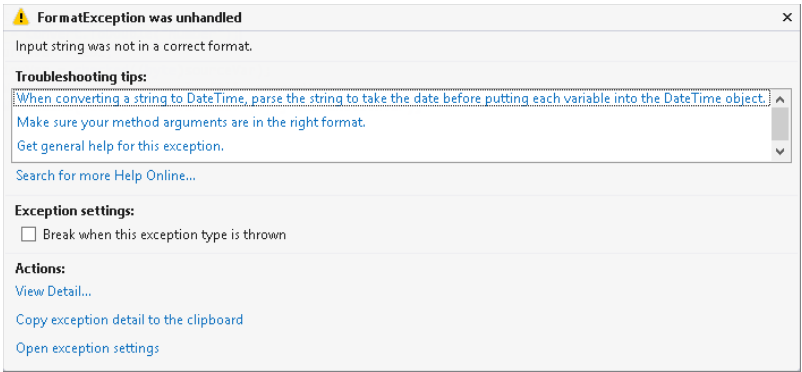 FormatException was unhandled
Input string was not in a correct format.
Troubleshooting tips:
When converting a string to DateTime, parse the string to take the date before putting each variable into the DateTime object.
Make sure your method arguments are in the right format.
Get general help for this exception.
Search for more Help Online...
Exception settings:
Break when this exception type is thrown
Actions:
View Detail...
Copy exception detail to the clipboard
Open exception settings